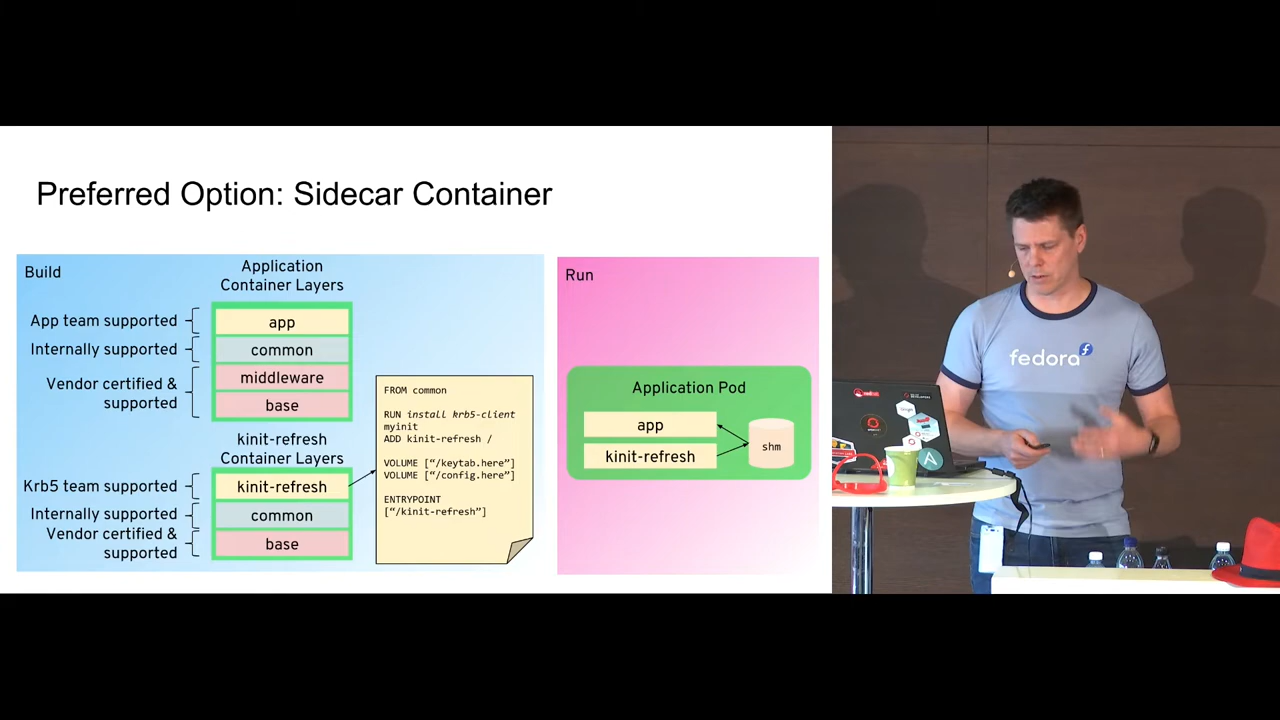 Preferred Option: Sidecar Container
Build
Application
Container Layers
App team supported
app
Internally supported
common
Vendor certified &
supported
middleware
base
kinit-refresh
Container Layers
Krb5 team supported
kinit-refresh
Internally supported
common
Vendor certified &
supported
base
FROM common
RUN install krb5-client
myinit
ADD kinit-refresh /
VOLUME [“/keytab.here”]
VOLUME [“/config.here”]
ENTRYPOINT
[“/kinit-refresh”]
Run
Application Pod
app
kinit-refresh
shm
fedora